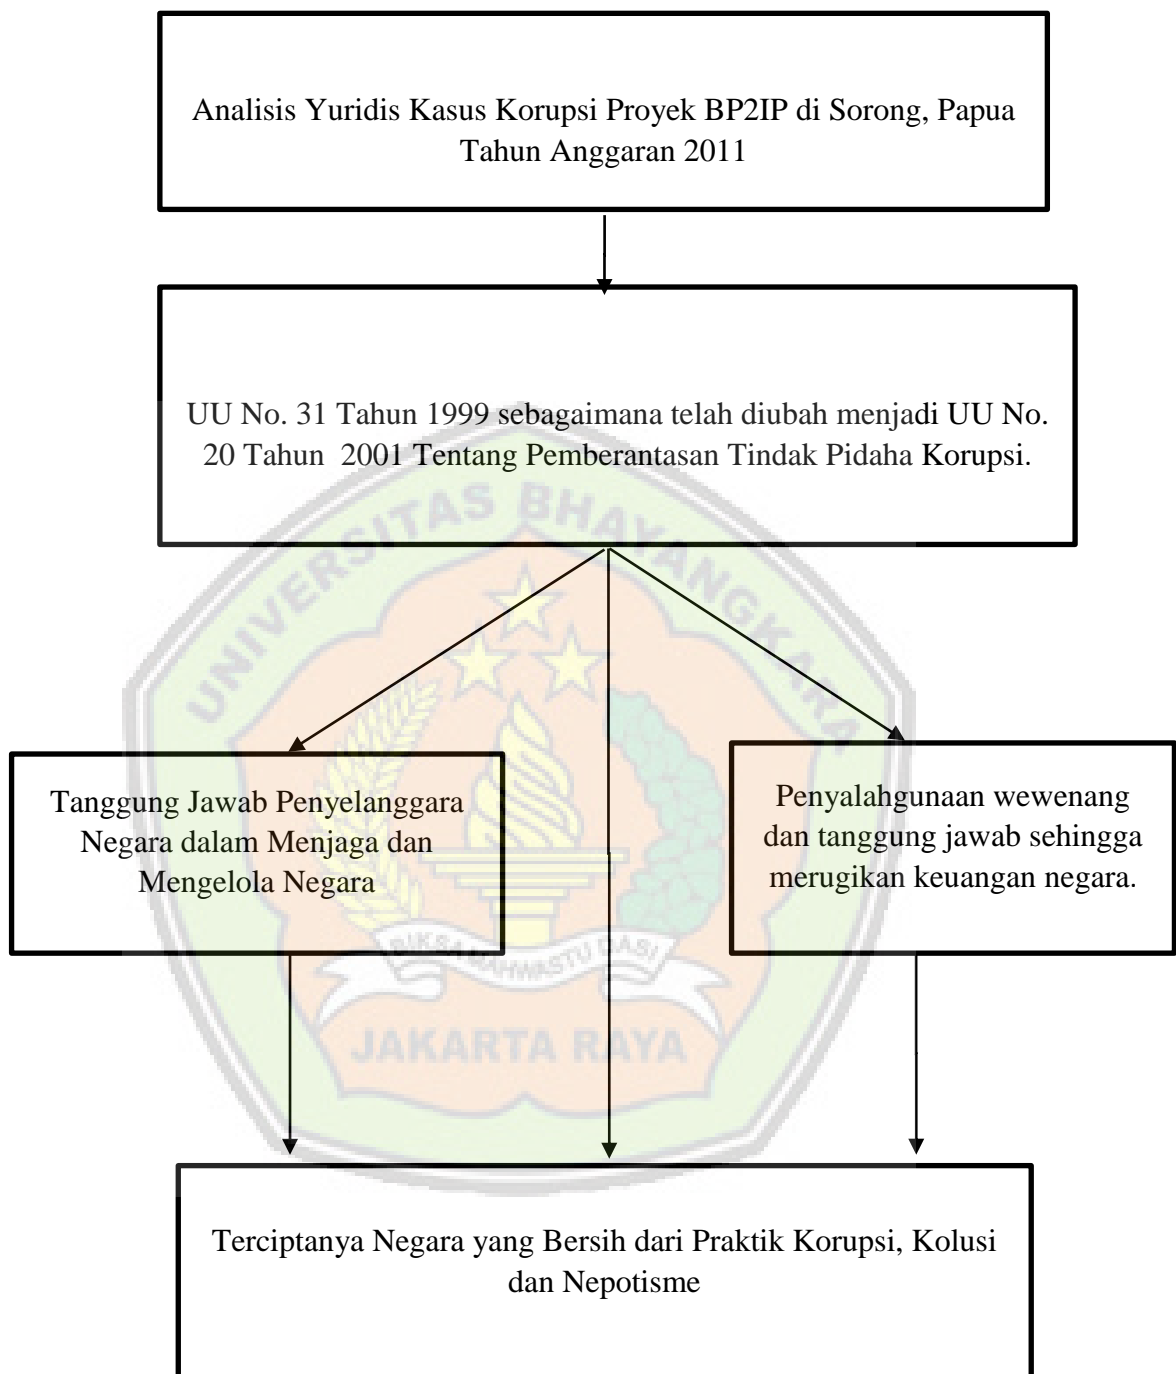 Analisis Yuridis Kasus Korupsi Proyek BP2IP di Sorong, Papua
Tahun Anggaran 2011
UU No. 31 Tahun 1999 sebagaimana telah diubah menjadi UU No.
20 Tahun 2001 Tentang Pemberantasan Tindak Pidaha Korupsi.
UNIVERSITAS BHAYANGKARA
Tanggung Jawab Penyelanggara
Negara dalam Menjaga dan
Mengelola Negara
Penyalahgunaan wewenang
dan tanggung jawab sehingga
merugikan keuangan negara.
BIKSA MAHWASTU DASI
JAKARTA RAYA
Terciptanya Negara yang Bersih dari Praktik Korupsi, Kolusi
dan Nepotisme